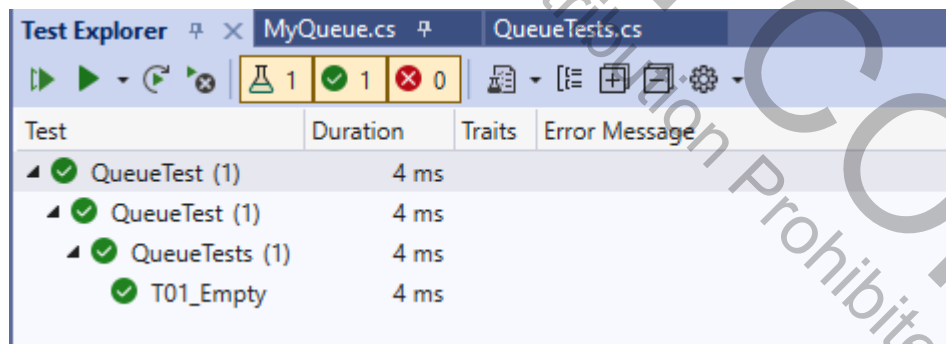 Test Explorer MyQueue.cs QueueTests.cs
1 1 0
Test Duration Traits Error Message
QueueTest (1) 4 ms
QueueTest (1) 4 ms
QueueTests (1) 4 ms
T01_Empty 4 ms